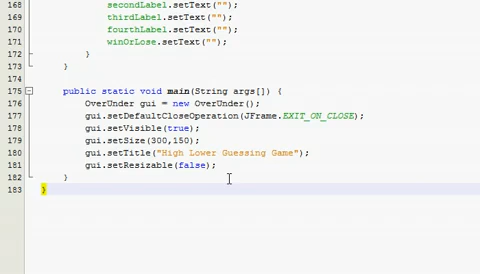 168 secondLabel.setText("");
169 thirdLabel.setText("");
170 fourthLabel.setText("");
171 winOrLose.setText("");
172 }
173 }
174
175 public static void main(String args[]) {
176 OverUnder gui = new OverUnder();
177 gui.setDefaultCloseOperation(JFrame.EXIT_ON_CLOSE);
178 gui.setVisible(true);
179 gui.setSize(300,150);
180 gui.setTitle("High Lower Guessing Game");
181 gui.setResizable(false);
182 }
183 }